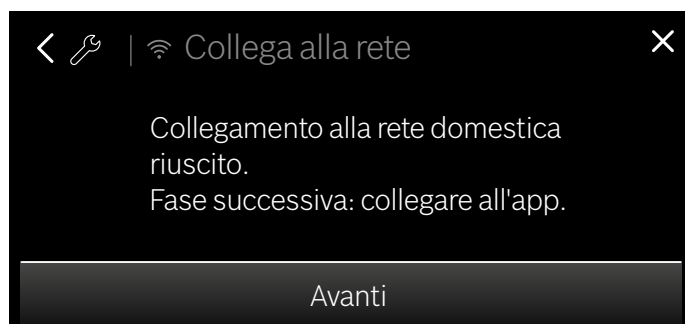 Collega alla rete
Collegamento alla rete domestica
riuscito.
Fase successiva: collegare all'app.
Avanti